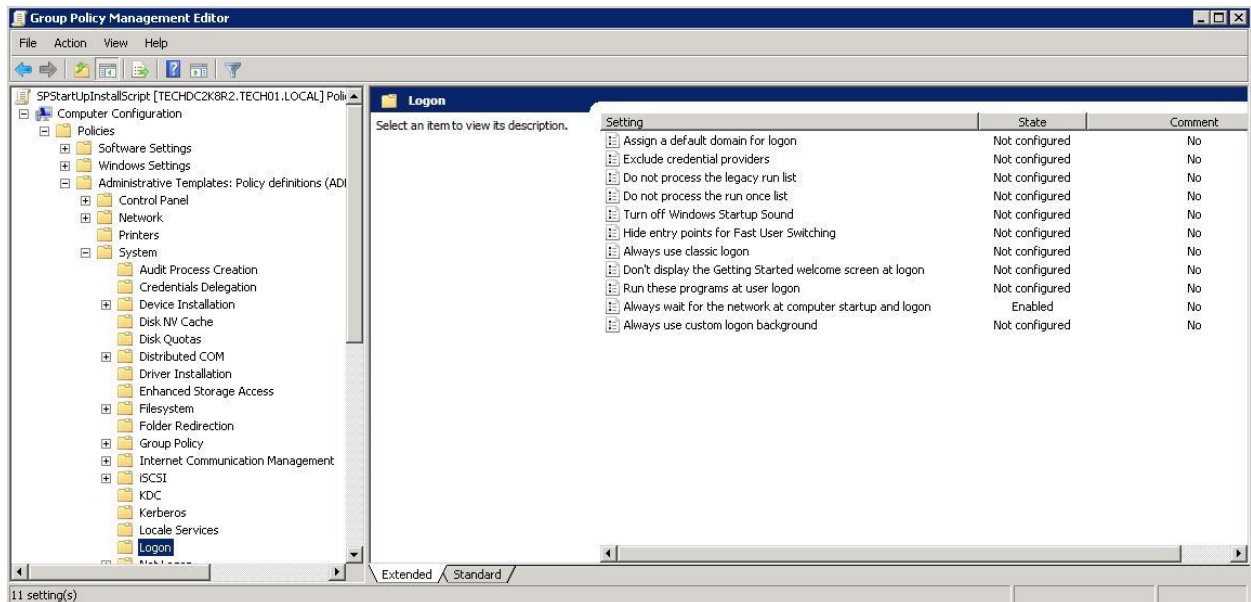 Group Policy Management Editor
File Action View Help
SPStartUpInstallScript [TECHDC2K8R2.TECH01.LOCAL] Poli
Computer Configuration
Policies
Software Settings
Windows Settings
Administrative Templates: Policy definitions (ADI
Control Panel
Network
Printers
System
Audit Process Creation
Credentials Delegation
Device Installation
Disk NV Cache
Disk Quotas
Distributed COM
Driver Installation
Enhanced Storage Access
Filesystem
Folder Redirection
Group Policy
Internet Communication Management
iSCSI
KDC
Kerberos
Locale Services
Logon
Logon
Select an item to view its description.
Setting State Comment
Assign a default domain for logon Not configured No
Exclude credential providers Not configured No
Do not process the legacy run list Not configured No
Do not process the run once list Not configured No
Turn off Windows Startup Sound Not configured No
Hide entry points for Fast User Switching Not configured No
Always use classic logon Not configured No
Don't display the Getting Started welcome screen at logon Not configured No
Run these programs at user logon Not configured No
Always wait for the network at computer startup and logon Enabled No
Always use custom logon background Not configured No
Extended Standard
11 setting(s)